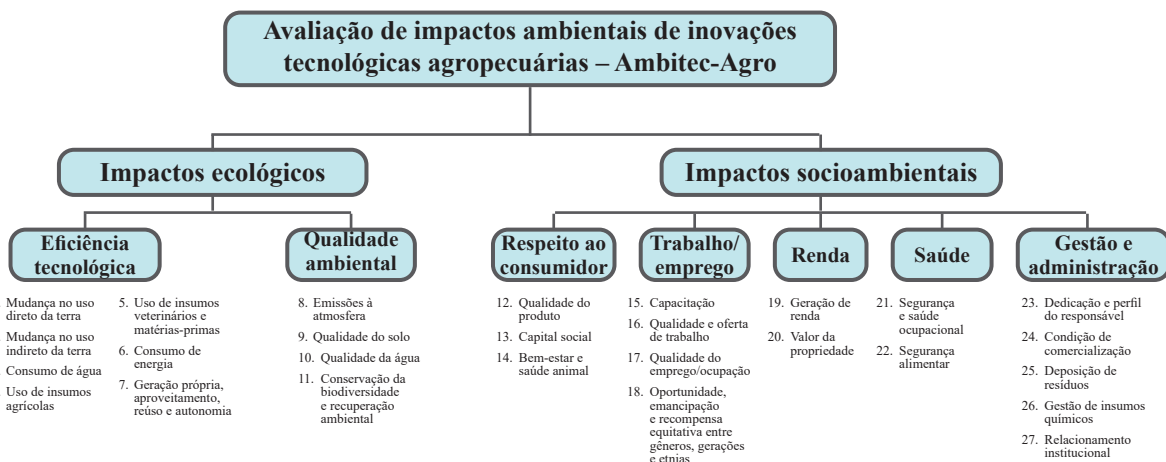 Avaliação de impactos ambientais de inovações
tecnológicas agropecuárias – Ambitec-Agro
Impactos ecológicos
Impactos socioambientais
Eficiência
tecnológica
Qualidade
ambiental
Respeito ao
consumidor
Trabalho/
emprego
Renda
Saúde
Gestão e
administração
. Mudança no uso
direto da terra
. Mudança no uso
indireto da terra
. Consumo de água
. Uso de insumos
agrícolas
5. Uso de insumos
veterinários e
matérias-primas
6. Consumo de
energia
7. Geração própria,
aproveitamento,
reúso e autonomia
8. Emissões à
atmosfera
9. Qualidade do solo
10. Qualidade da água
11. Conservação da
biodiversidade
e recuperação
ambiental
12. Qualidade do
produto
13. Capital social
14. Bem-estar e
saúde animal
15. Capacitação
16. Qualidade e oferta
de trabalho
17. Qualidade do
emprego/ocupação
18. Oportunidade,
emancipação
e recompensa
equitativa entre
gêneros, gerações
e etnias
19. Geração de
renda
20. Valor da
propriedade
21. Segurança
e saúde
ocupacional
22. Segurança
alimentar
23. Dedicação e perfil
do responsável
24. Condição de
comercialização
25. Deposição de
resíduos
26. Gestão de insumos
químicos
27. Relacionamento
institucional